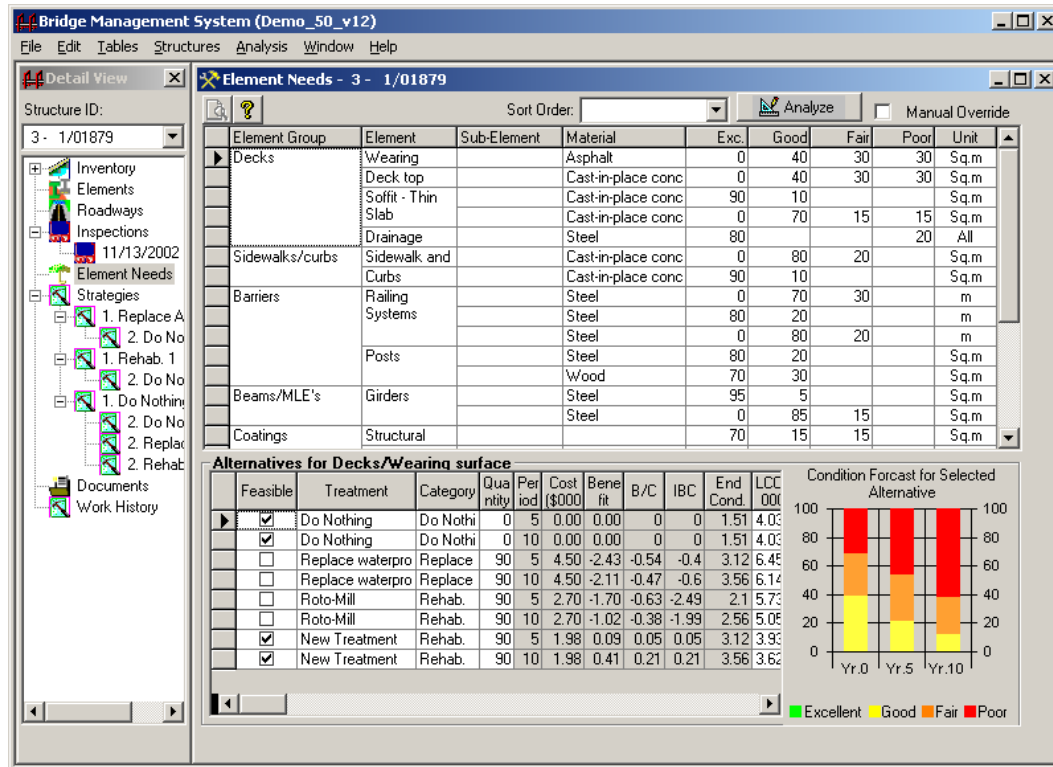 Bridge Management System (Demo_50_v12)
File Edit Tables Structures Analysis Window Help
Detail View
Structure ID:
3 - 1/01879
Inventory
Elements
Roadways
Inspections
11/13/2002
Element Needs
Strategies
1. Replace A
2. Do No
1. Rehab. 1
2. Do No
1. Do Nothing
2. Do No
2. Replac
2. Rehab
Documents
Work History
Element Needs - 3 - 1/01879
Sort Order: Analyze Manual Override
Element Group Element Sub-Element Material Exc. Good Fair Poor Unit
Decks Wearing Asphalt 0 40 30 30 Sq.m
Deck top Cast-in-place conc 0 40 30 30 Sq.m
Soffit - Thin Cast-in-place conc 90 10 Sq.m
Slab Cast-in-place conc 0 70 15 15 Sq.m
Drainage Steel 80 20 All
Sidewalks/curbs Sidewalk and Cast-in-place conc 0 80 20 Sq.m
Curbs Cast-in-place conc 90 10 Sq.m
Barriers Railing Steel 0 70 30 m
Systems Steel 80 20 m
Steel 0 80 20 m
Posts Steel 80 20 Sq.m
Wood 70 30 Sq.m
Beams/MLE's Girders Steel 95 5 Sq.m
Steel 0 85 15 Sq.m
Coatings Structural 70 15 15 Sq.m
Alternatives for Decks/Wearing surface
Feasible Treatment Category Qua Per Cost Bene B/C IBC End LCC
ntity iod ($000 fit Cond. 000
Do Nothing Do Nothi 0 5 0.00 0.00 0 0 1.51 4.03
Do Nothing Do Nothi 0 10 0.00 0.00 0 0 1.51 4.03
Replace waterpro Replace 90 5 4.50 -2.43 -0.54 -0.4 3.12 6.45
Replace waterpro Replace 90 10 4.50 -2.11 -0.47 -0.6 3.56 6.14
Roto-Mill Rehab. 90 5 2.70 -1.70 -0.63 -2.49 2.1 5.73
Roto-Mill Rehab. 90 10 2.70 -1.02 -0.38 -1.99 2.56 5.05
New Treatment Rehab. 90 5 1.98 0.09 0.05 0.05 3.12 3.93
New Treatment Rehab. 90 10 1.98 0.41 0.21 0.21 3.56 3.62
Condition Forcast for Selected
Alternative
100 100
80 80
60 60
40 40
20 20
0 0
Yr.0 Yr.5 Yr.10
Excellent Good Fair Poor